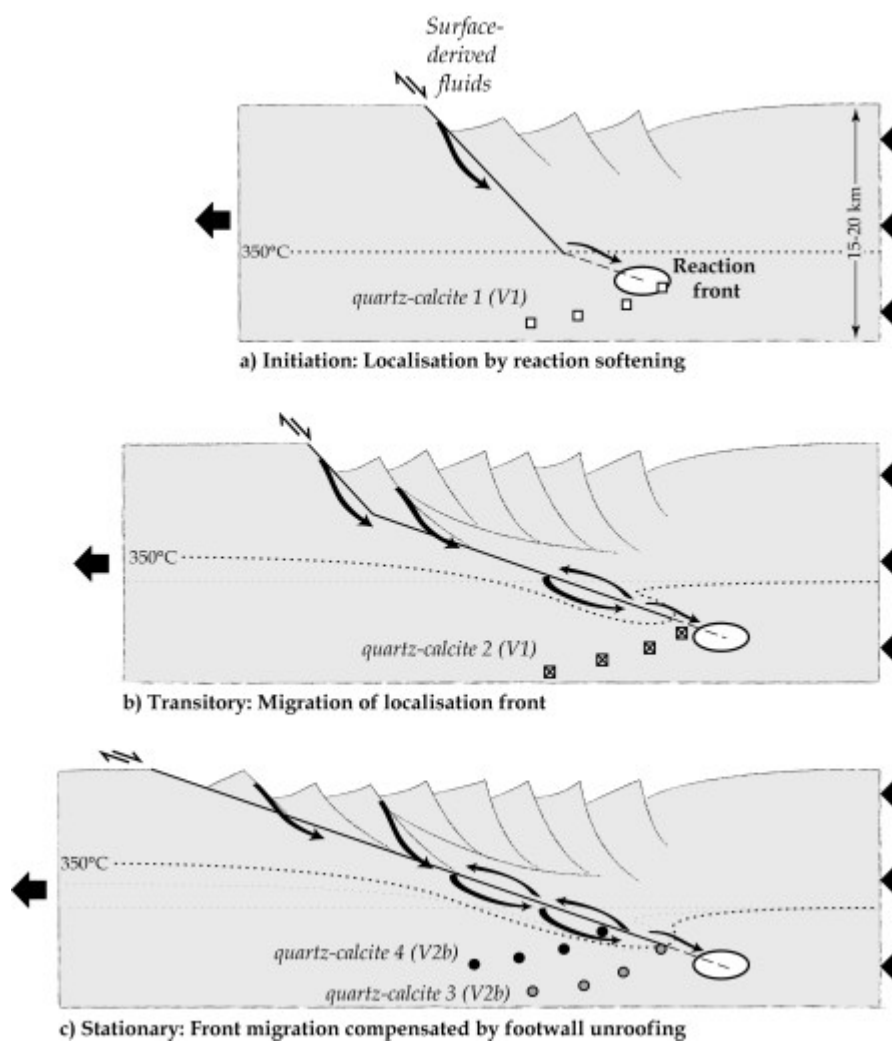 Surface-
derived
fluids
350°C
15-20 km
Reaction
front
quartz-calcite 1 (V1)
a) Initiation: Localisation by reaction softening
350°C
quartz-calcite 2 (V1)
b) Transitory: Migration of localisation front
350°C
quartz-calcite 4 (V2b)
quartz-calcite 3 (V2b)
c) Stationary: Front migration compensated by footwall unroofing